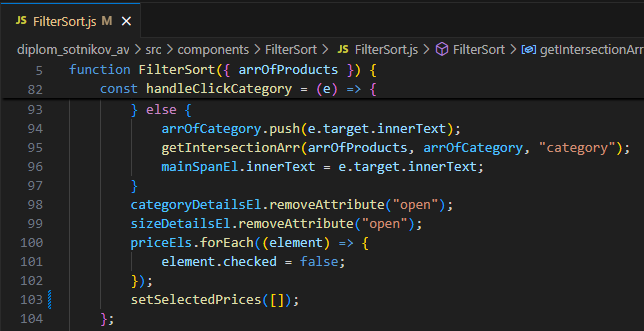 JS FilterSort.js M ×
diplom_sotnikov_av > src > components > FilterSort > JS FilterSort.js > FilterSort > getIntersectionArr
5 function FilterSort({ arrOfProducts }) {
82 const handleClickCategory = (e) => {
93 } else {
94 arrOfCategory.push(e.target.innerText);
95 getIntersectionArr(arrOfProducts, arrOfCategory, "category");
96 mainSpanEl.innerText = e.target.innerText;
97 }
98 categoryDetailsEl.removeAttribute("open");
99 sizeDetailsEl.removeAttribute("open");
100 priceEls.forEach((element) => {
101 element.checked = false;
102 });
103 setSelectedPrices([]);
104 };